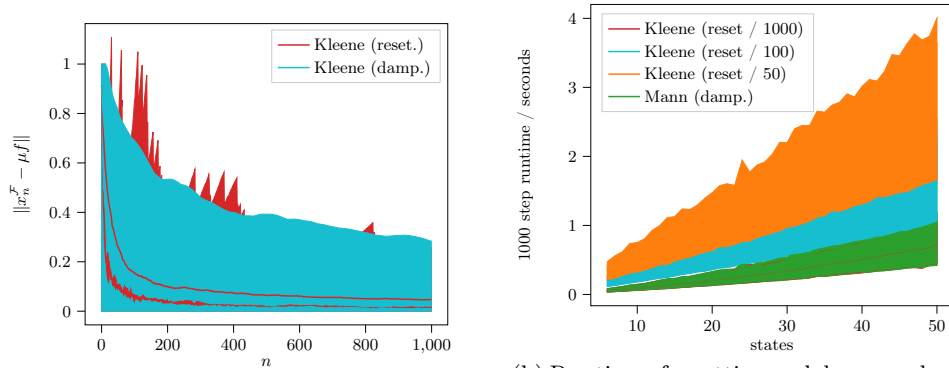 Kleene (reset.)
Kleene (damp.)
1
0.8
0.6
0.4
0.2
0
0
200
400
600
800
1,000
n
||x_n^F − μf||
Kleene (reset / 1000)
Kleene (reset / 100)
Kleene (reset / 50)
Mann (damp.)
4
3
2
1
0
10
20
30
40
50
states
1000 step runtime / seconds